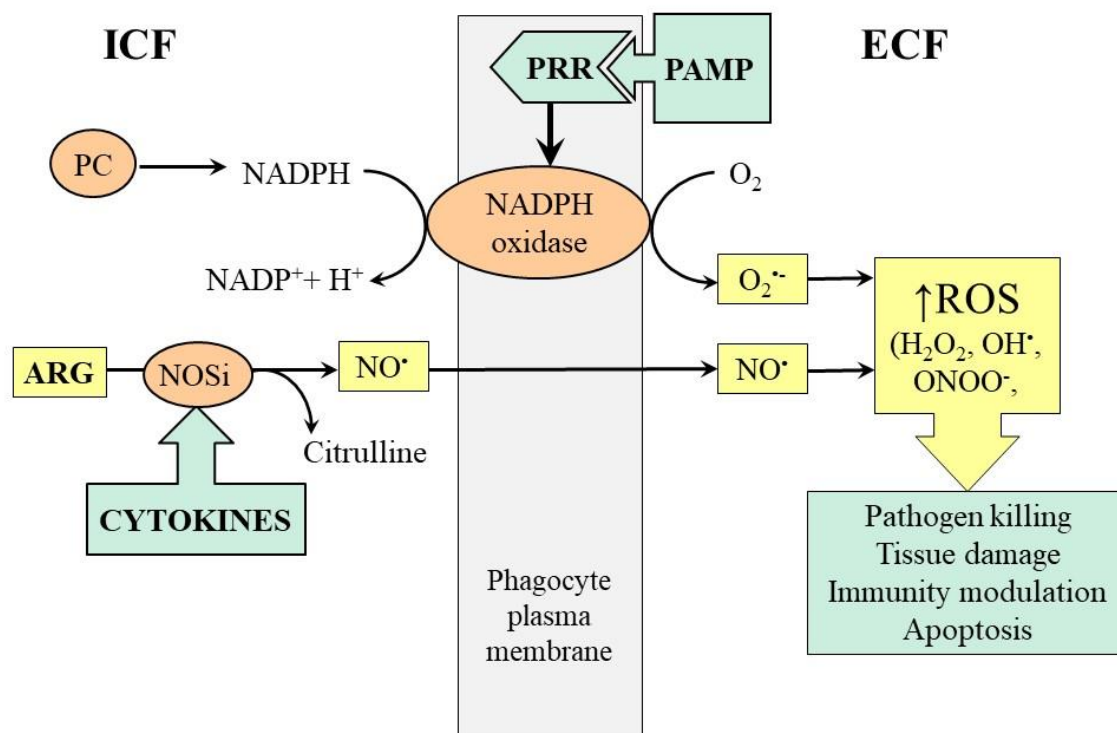 ICF
ECF
PRR
PAMP
PC
NADPH
NADPH
oxidase
O₂
NADP⁺+ H⁺
O₂•⁻
↑ROS
(H₂O₂, OH•,
ONOO⁻,
ARG
NOSi
NO•
NO•
Citrulline
CYTOKINES
Phagocyte
plasma
membrane
Pathogen killing
Tissue damage
Immunity modulation
Apoptosis